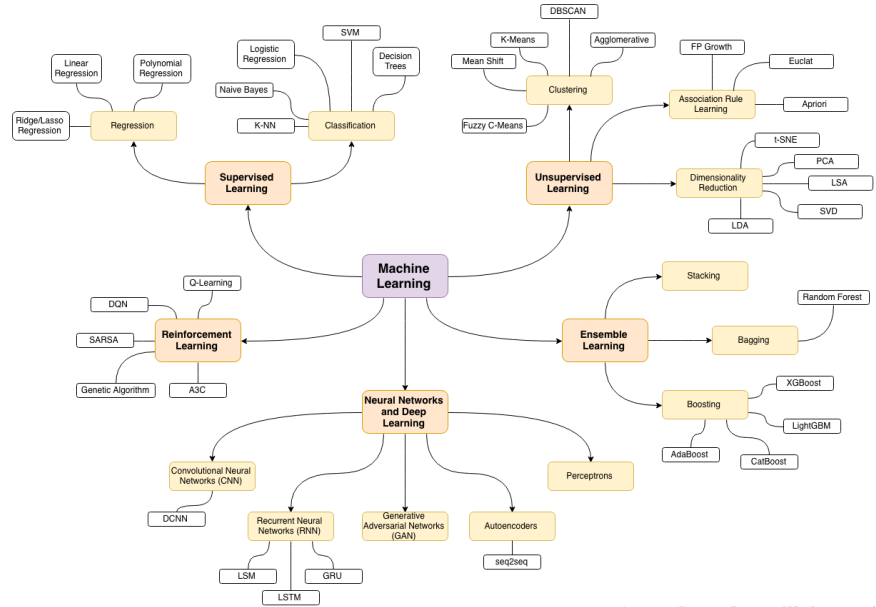 DBSCAN
SVM
K-Means
Agglomerative
Logistic
Regression
FP Growth
Linear
Regression
Polynomial
Regression
Decision
Trees
Mean Shift
Euclat
Naive Bayes
Clustering
Association Rule
Learning
Apriori
Ridge/Lasso
Regression
Regression
K-NN
Classification
Fuzzy C-Means
t-SNE
PCA
Supervised
Learning
Unsupervised
Learning
Dimensionality
Reduction
LSA
SVD
LDA
Machine
Learning
Stacking
Q-Learning
DQN
Random Forest
SARSA
Reinforcement
Learning
Ensemble
Learning
Bagging
Genetic Algorithm
A3C
XGBoost
Neural Networks
and Deep
Learning
Boosting
LightGBM
AdaBoost
CatBoost
Convolutional Neural
Networks (CNN)
Perceptrons
DCNN
Recurrent Neural
Networks (RNN)
Generative
Adversarial Networks
(GAN)
Autoencoders
seq2seq
LSM
GRU
LSTM